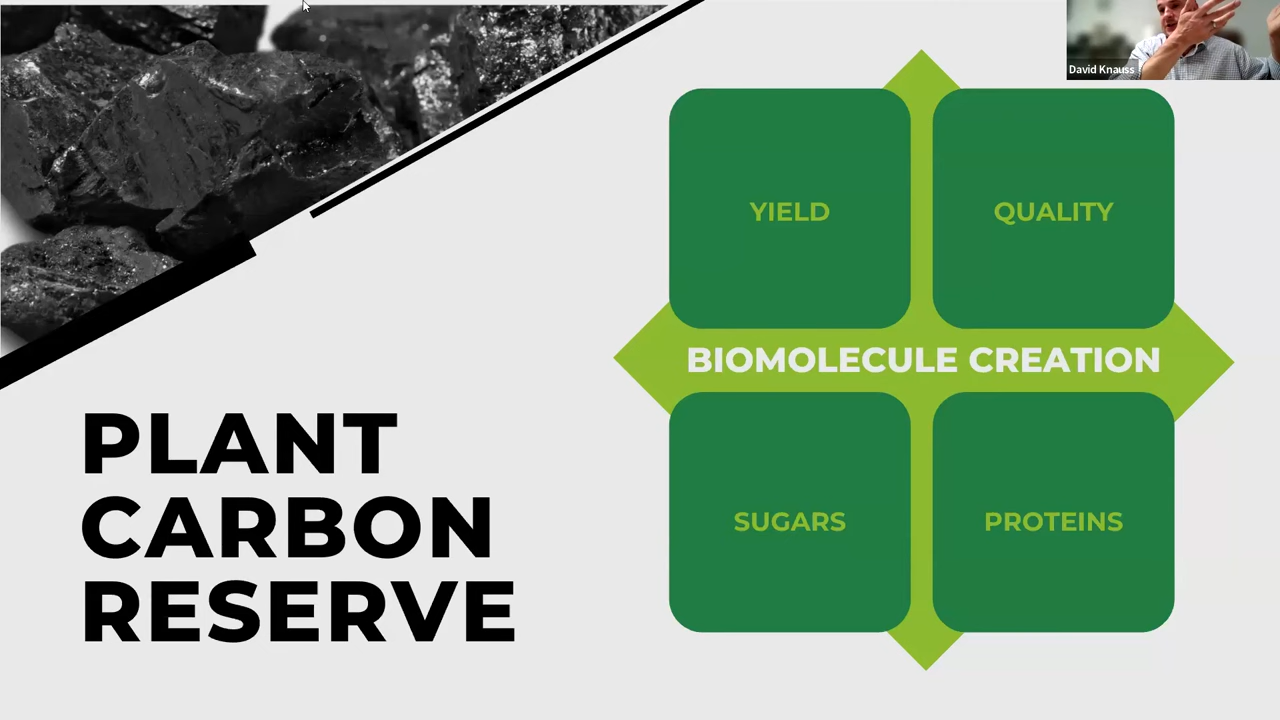 David Knauss
YIELD
QUALITY
BIOMOLECULE CREATION
SUGARS
PROTEINS
PLANT
CARBON
RESERVE